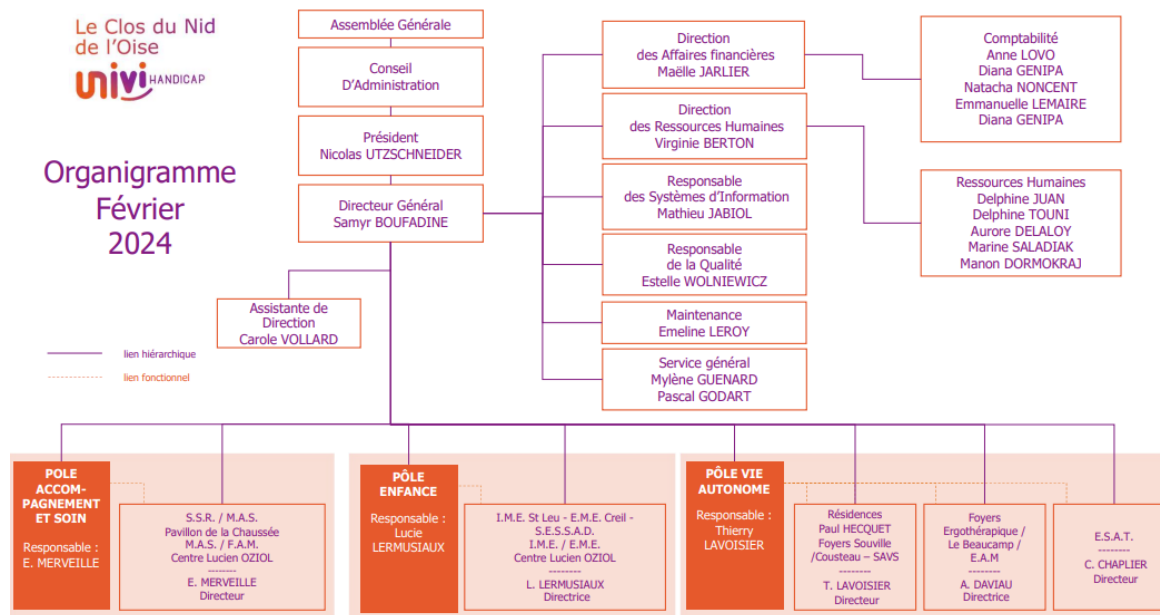 Le Clos du Nid
de l'Oise
univi HANDICAP
Organigramme
Février
2024
Assemblée Générale
Conseil
D'Administration
Président
Nicolas UTZSCHNEIDER
Directeur Général
Samyr BOUFADINE
Assistante de
Direction
Carole VOLLARD
lien hiérarchique
lien fonctionnel
Direction
des Affaires financières
Maëlle JARLIER
Direction
des Ressources Humaines
Virginie BERTON
Responsable
des Systèmes d'Information
Mathieu JABIOL
Responsable
de la Qualité
Estelle WOLNIEWICZ
Maintenance
Emeline LEROY
Service général
Mylène GUENARD
Pascal GODART
Comptabilité
Anne LOVO
Diana GENIPA
Natacha NONCENT
Emmanuelle LEMAIRE
Diana GENIPA
Ressources Humaines
Delphine JUAN
Delphine TOUNI
Aurore DELALOY
Marine SALADIAK
Manon DORMOKRAJ
POLE
ACCOM-
PAGNEMENT
ET SOIN
Responsable :
E. MERVEILLE
S.S.R. / M.A.S.
Pavillon de la Chaussée
M.A.S. / F.A.M.
Centre Lucien OZIOL
--------
E. MERVEILLE
Directeur
PÔLE
ENFANCE
Responsable :
Lucie
LERMUSIAUX
I.M.E. St Leu - E.M.E. Creil -
S.E.S.S.A.D.
I.M.E. / E.M.E.
Centre Lucien OZIOL
--------
L. LERMUSIAUX
Directrice
PÔLE VIE
AUTONOME
Responsable :
Thierry
LAVOISIER
Résidences
Paul HECQUET
Foyers Souville
/Cousteau – SAVS
--------
T. LAVOISIER
Directeur
Foyers
Ergothérapique /
Le Beaucamp /
E.A.M
--------
A. DAVIAU
Directrice
E.S.A.T.
--------
C. CHAPLIER
Directeur